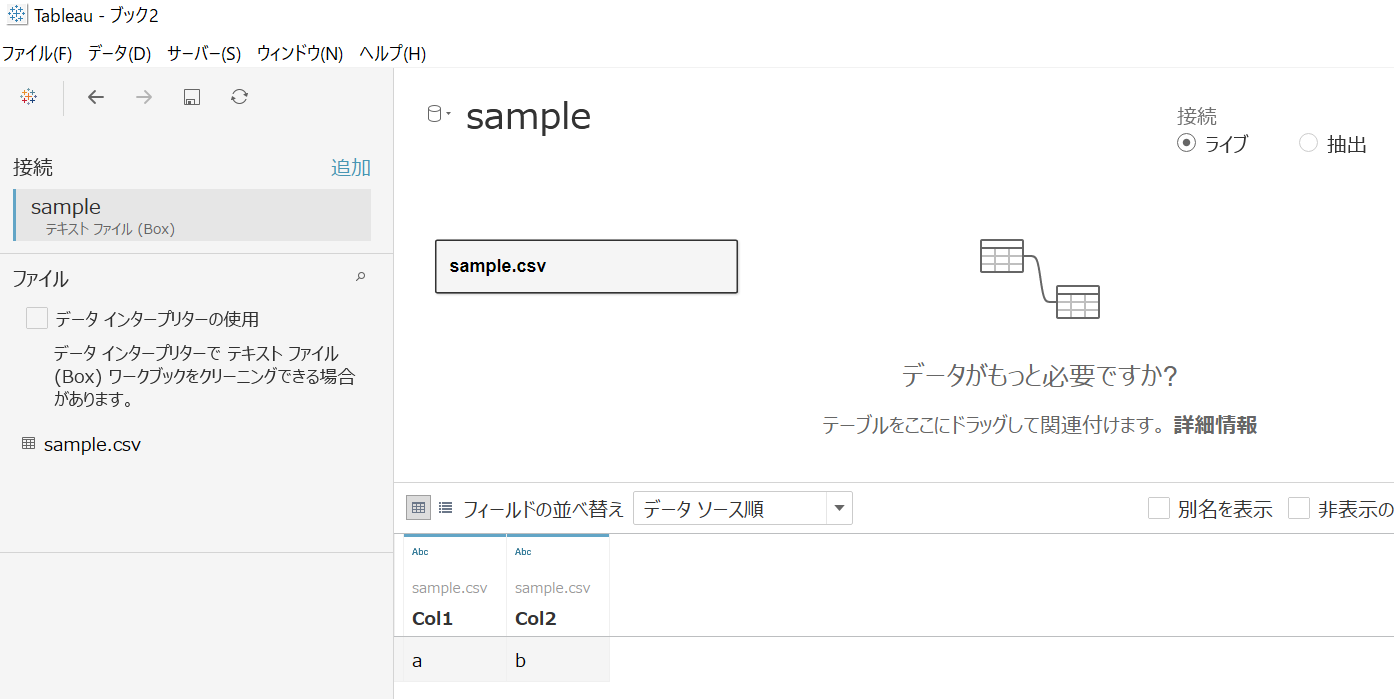 Tableau - ブック2
ファイル(F) データ(D) サーバー(S) ウィンドウ(N) ヘルプ(H)
接続 追加
sample
テキスト ファイル (Box)
ファイル
データ インタープリターの使用
データ インタープリターで テキスト ファイル
(Box) ワークブックをクリーニングできる場合
があります。
sample.csv
sample
接続
ライブ 抽出
sample.csv
データがもっと必要ですか?
テーブルをここにドラッグして関連付けます。 詳細情報
フィールドの並べ替え データ ソース順 別名を表示 非表示の
Abc Abc
sample.csv sample.csv
Col1 Col2
a b